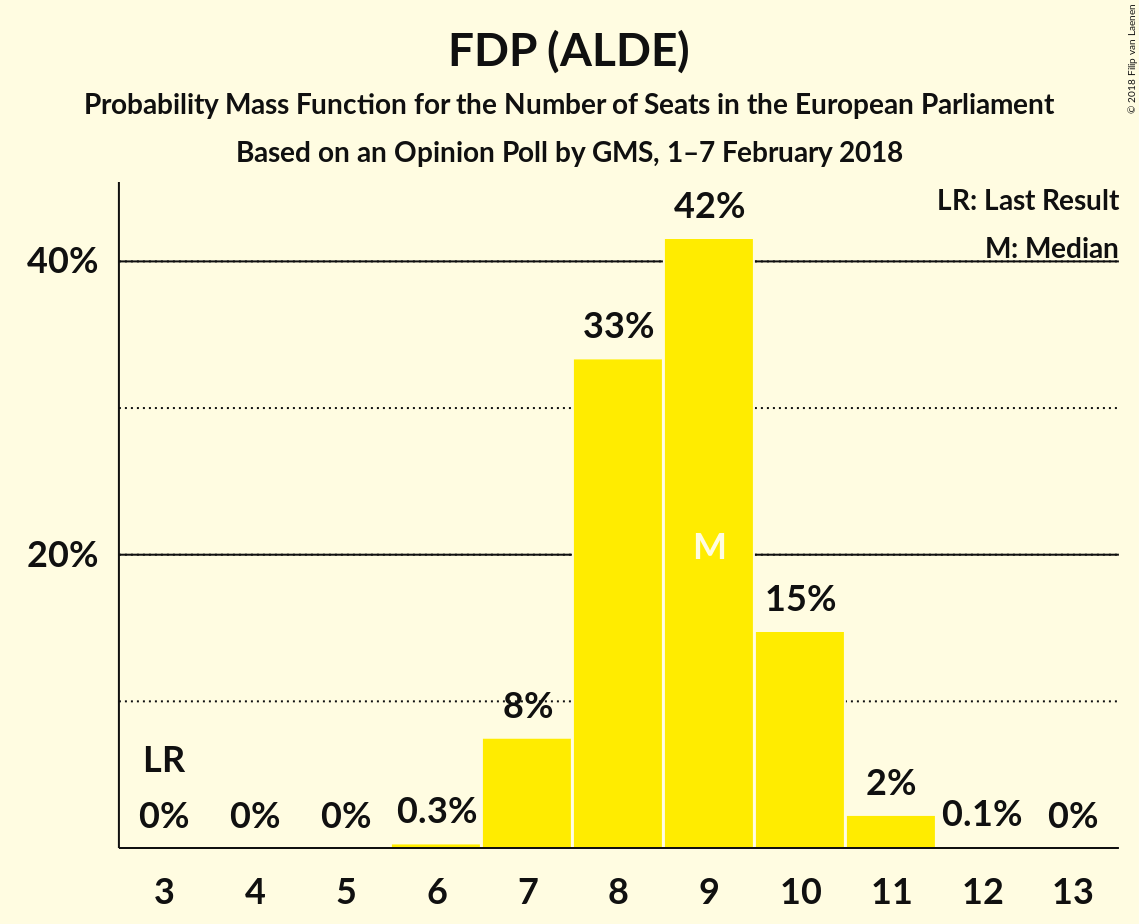 FDP (ALDE)
Probability Mass Function for the Number of Seats in the European Parliament
Based on an Opinion Poll by GMS, 1–7 February 2018
© 2018 Filip van Laenen
LR: Last Result
M: Median
42%
40%
33%
20%
M
15%
8%
LR
2%
0% 0% 0% 0.3% 0.1% 0%
3 4 5 6 7 8 9 10 11 12 13